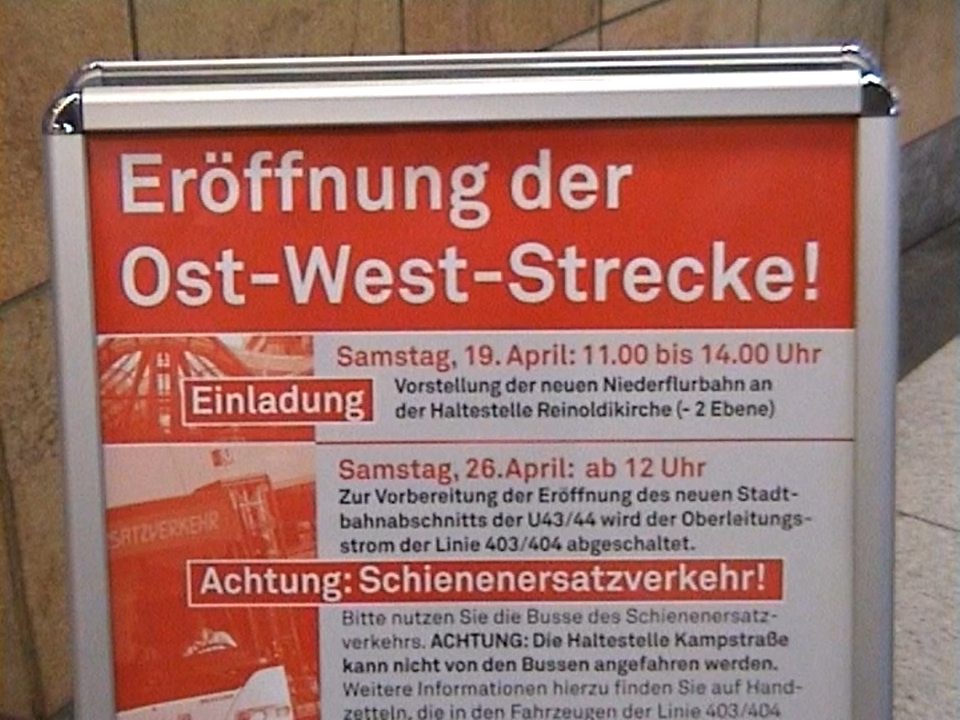 Eröffnung der
Ost-West-Strecke!
Samstag, 19. April: 11.00 bis 14.00 Uhr
Einladung
Vorstellung der neuen Niederflurbahn an
der Haltestelle Reinoldikirche (- 2 Ebene)
Samstag, 26.April: ab 12 Uhr
Zur Vorbereitung der Eröffnung des neuen Stadt-
bahnabschnitts der U43/44 wird der Oberleitungs-
strom der Linie 403/404 abgeschaltet.
SATZVERKEHR
Achtung: Schienenersatzverkehr!
Bitte nutzen Sie die Busse des Schienenersatz-
verkehrs. ACHTUNG: Die Haltestelle Kampstraße
kann nicht von den Bussen angefahren werden.
Weitere Informationen hierzu finden Sie auf Hand-
zetteln, die in den Fahrzeugen der Linie 403/404